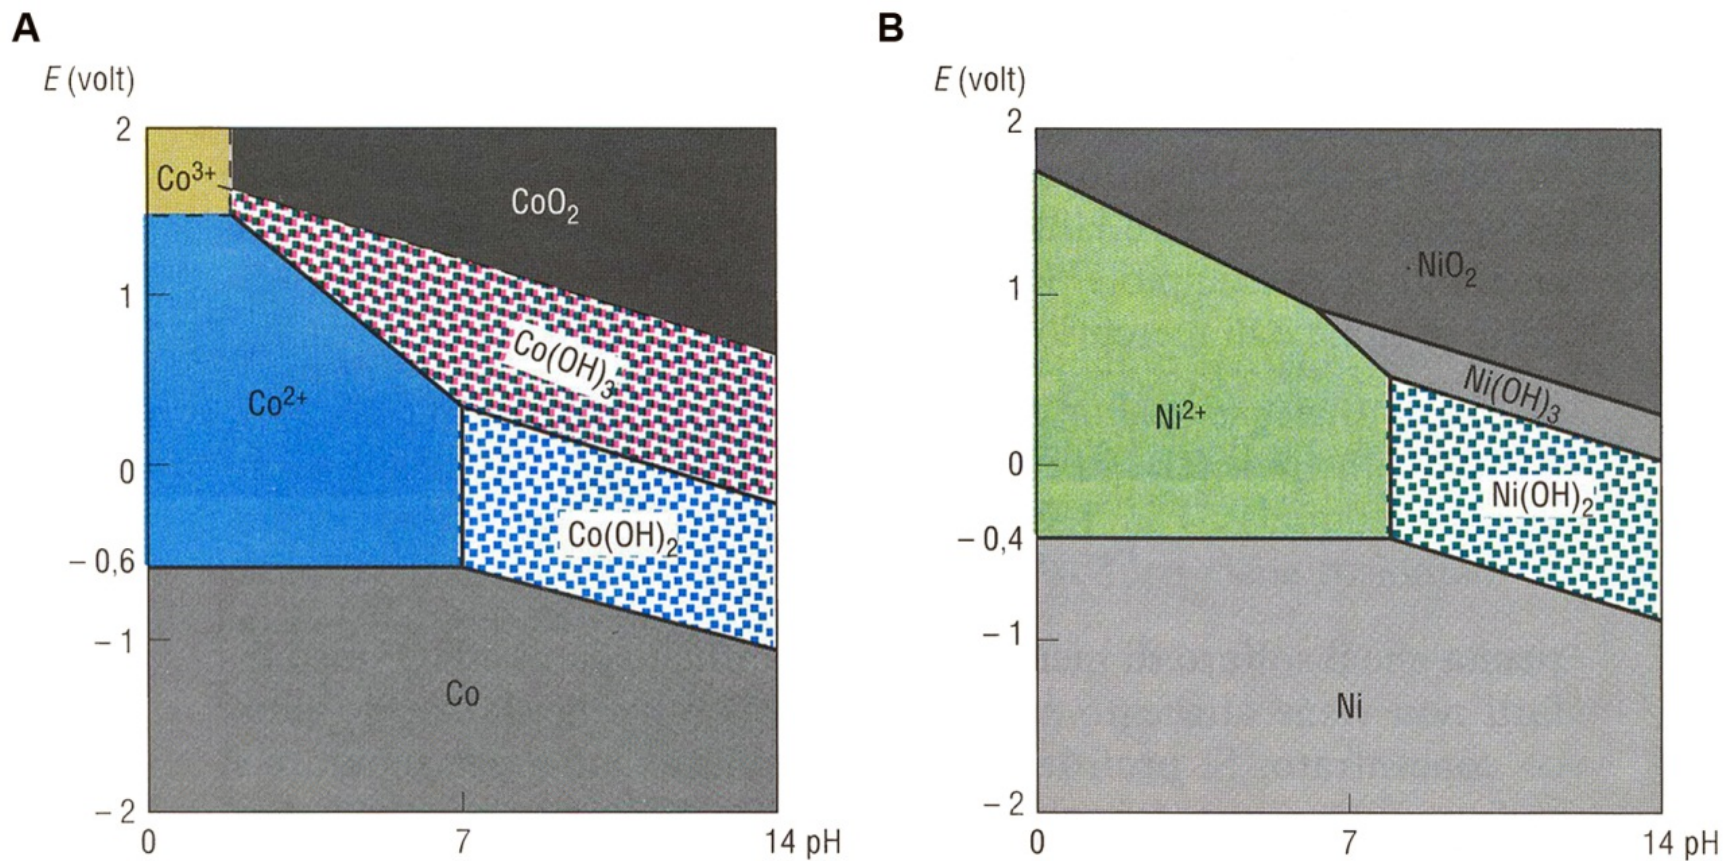 A
E (volt)
2
1
0
– 0,6
– 1
– 2
0
7
14 pH
Co³⁺
CoO₂
Co(OH)₃
Co²⁺
Co(OH)₂
Co
B
E (volt)
2
1
0
– 0,4
– 1
– 2
0
7
14 pH
NiO₂
Ni(OH)₃
Ni²⁺
Ni(OH)₂
Ni